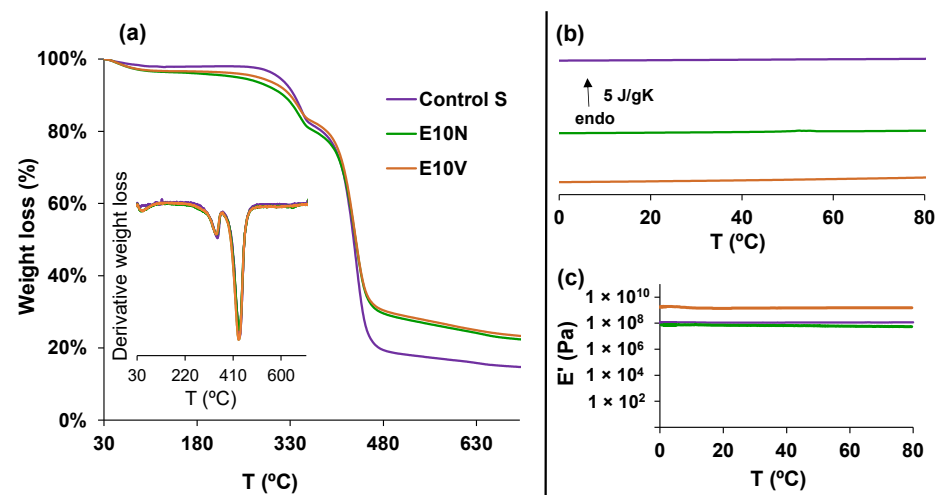 (a)
100%
80%
60%
40%
20%
0%
Weight loss (%)
30 180 330 480 630
T (ºC)
Control S
E10N
E10V
Derivative weight loss
30 220 410 600
T (ºC)
(b)
5 J/gK
endo
0 20 40 60 80
T (ºC)
(c)
1 × 10¹⁰
1 × 10⁸
1 × 10⁶
1 × 10⁴
1 × 10²
E' (Pa)
0 20 40 60 80
T (ºC)